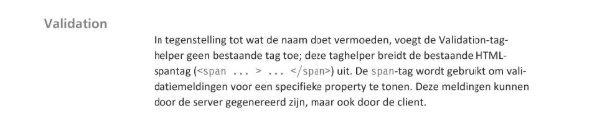 Validation
In tegenstelling tot wat de naam doet vermoeden, voegt de Validation-tag-
helper geen bestaande tag toe; deze taghelper breidt de bestaande HTML-
spantag (<span ... > ... </span>) uit. De span-tag wordt gebruikt om vali-
datiemeldingen voor een specifieke property te tonen. Deze meldingen kunnen
door de server gegenereerd zijn, maar ook door de client.